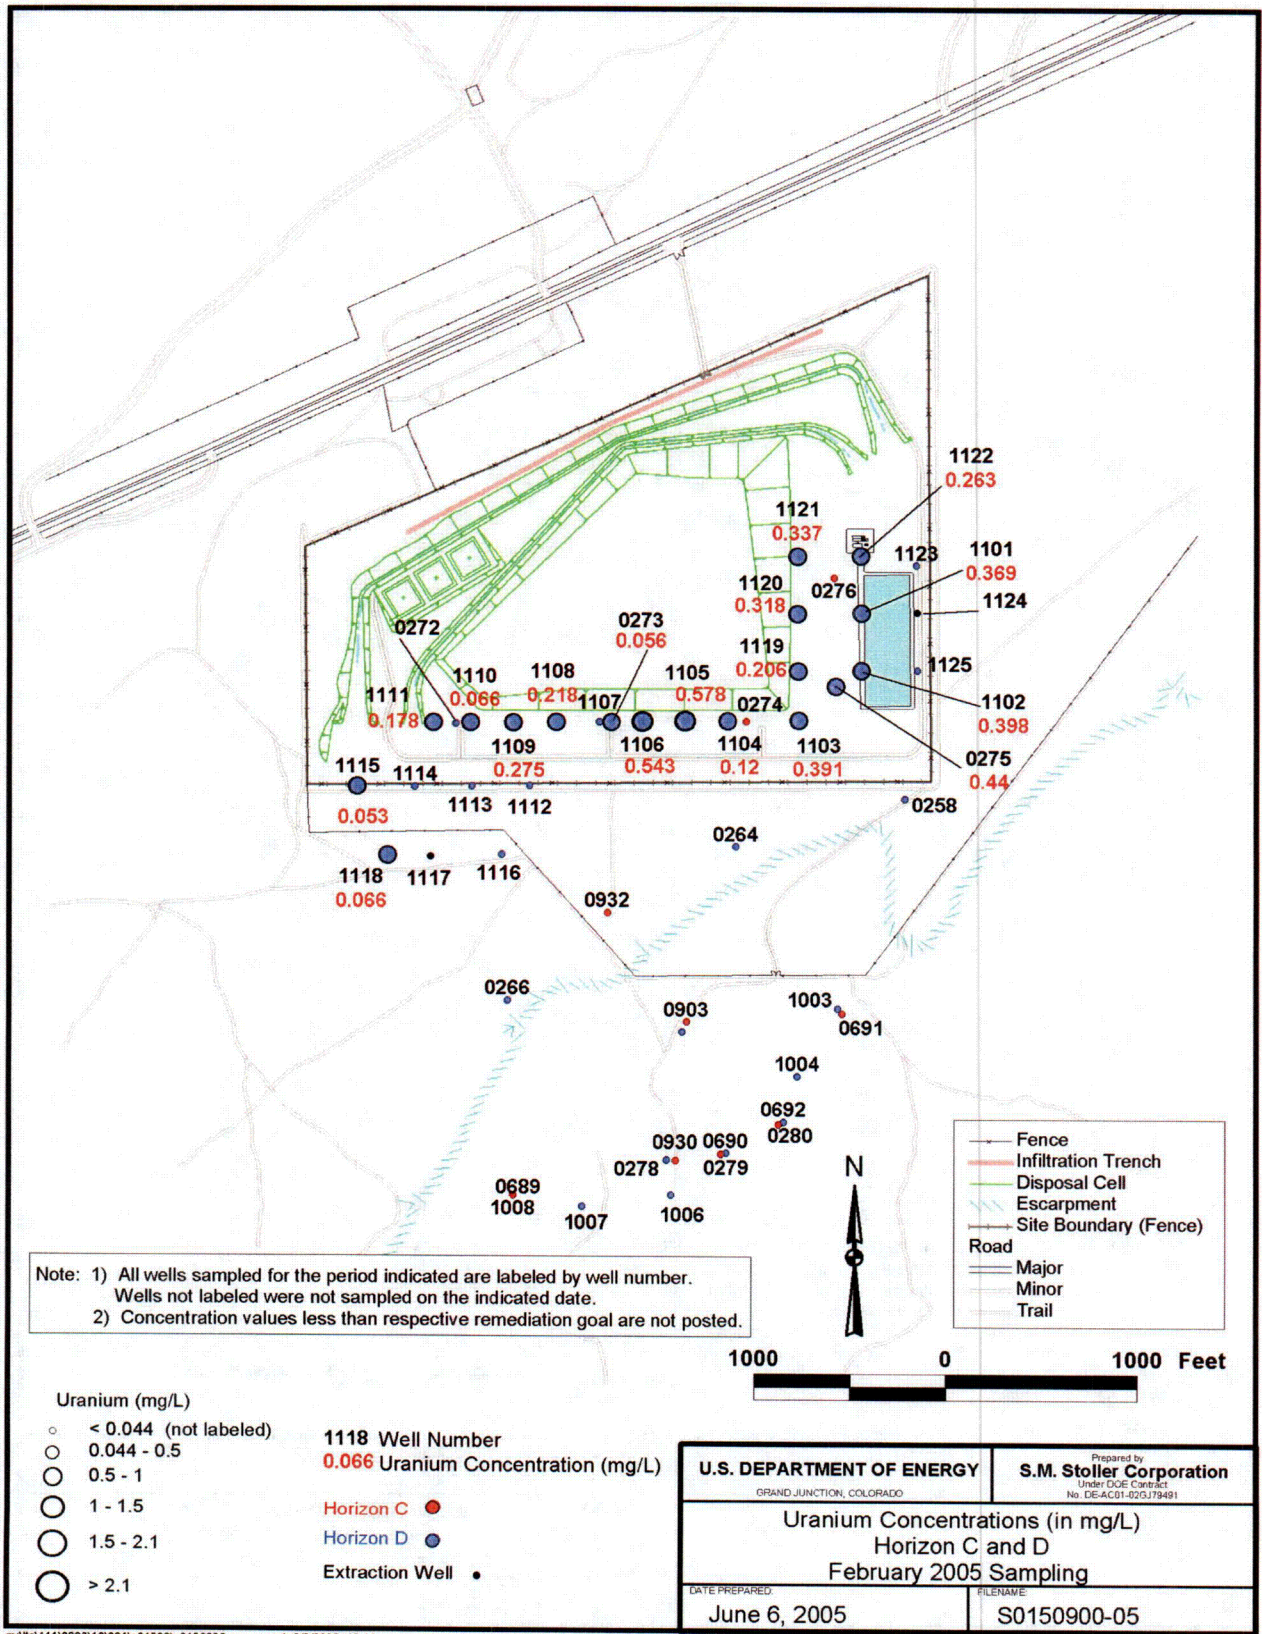 1122
0.263
1121
0.337
1123
1101
0.369
0276
1120
0.318
1124
0272
0273
0.056
1119
0.206
1125
1110
0.066
1108
0.218
1105
0.578
1111
0.178
1107
0274
1102
0.398
1109
0.275
1106
0.543
1104
0.12
1103
0.391
0275
0.44
1115
0.053
1114
1113
1112
0258
0264
1118
0.066
1117
1116
0932
0266
0903
1003
0691
1004
0692
0280
0930
0690
0278
0279
0689
1008
1007
1006
N
Fence
Infiltration Trench
Disposal Cell
Escarpment
Site Boundary (Fence)
Road
Major
Minor
Trail
Note: 1) All wells sampled for the period indicated are labeled by well number.
Wells not labeled were not sampled on the indicated date.
2) Concentration values less than respective remediation goal are not posted.
1000 0 1000 Feet
Uranium (mg/L)
< 0.044 (not labeled)
0.044 - 0.5
0.5 - 1
1 - 1.5
1.5 - 2.1
> 2.1
1118 Well Number
0.066 Uranium Concentration (mg/L)
Horizon C
Horizon D
Extraction Well
U.S. DEPARTMENT OF ENERGY
GRAND JUNCTION, COLORADO
Prepared by
S.M. Stoller Corporation
Under DOE Contract
No. DE-AC01-02GJ79491
Uranium Concentrations (in mg/L)
Horizon C and D
February 2005 Sampling
DATE PREPARED:
June 6, 2005
FILENAME:
S0150900-05